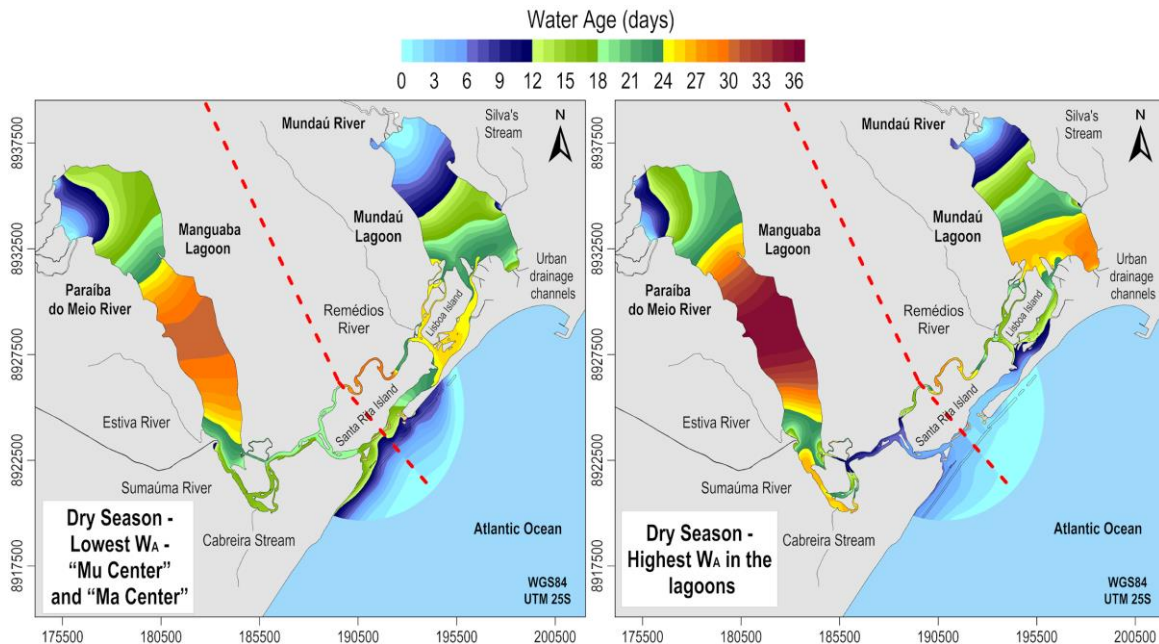 Water Age (days)
0 3 6 9 12 15 18 21 24 27 30 33 36
8937500
8932500
8927500
8922500
8917500
Mundaú River
Silva's
Stream
N
Manguaba
Lagoon
Mundaú
Lagoon
Paraíba
do Meio River
Urban
drainage
channels
Remédios
River
Lisboa Island
Santa Rita Island
Estiva River
Sumaúma River
Cabreira Stream
Atlantic Ocean
Dry Season -
Lowest WA -
“Mu Center”
and “Ma Center”
WGS84
UTM 25S
175500 180500 185500 190500 195500 200500
Mundaú River
Silva's
Stream
N
Manguaba
Lagoon
Mundaú
Lagoon
Paraíba
do Meio River
Urban
drainage
channels
Remédios
River
Lisboa Island
Santa Rita Island
Estiva River
Sumaúma River
Cabreira Stream
Atlantic Ocean
Dry Season -
Highest WA in the
lagoons
WGS84
UTM 25S
175500 180500 185500 190500 195500 200500